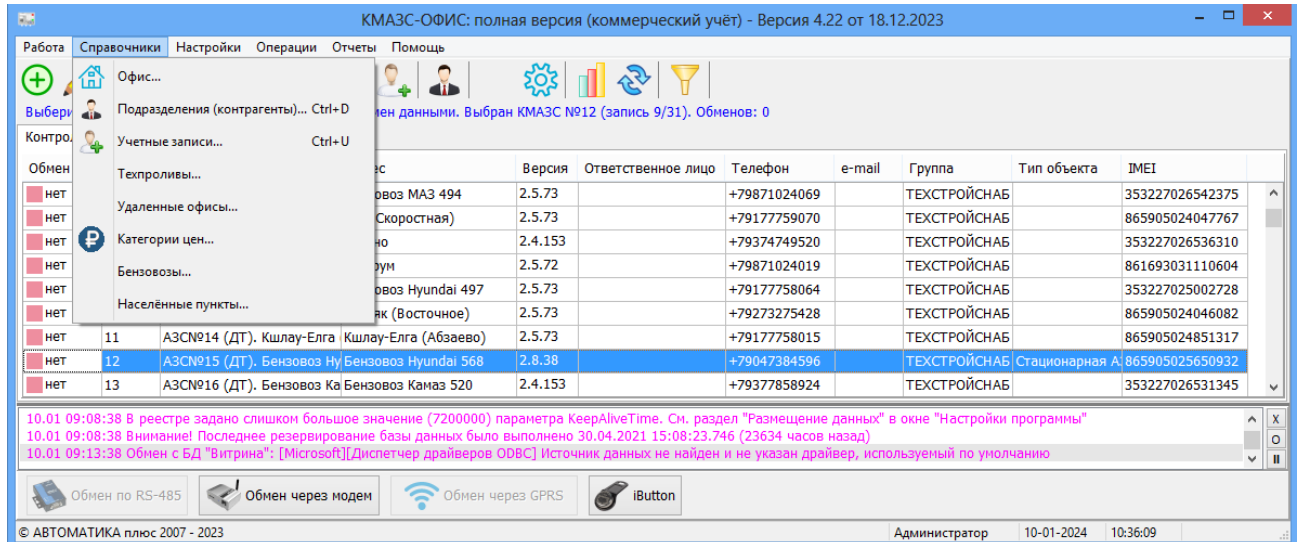 КМАЗС-ОФИС: полная версия (коммерческий учёт) - Версия 4.22 от 18.12.2023
Работа Справочники Настройки Операции Отчеты Помощь
Офис...
Подразделения (контрагенты)... Ctrl+D
Учетные записи... Ctrl+U
Техпроливы...
Удаленные офисы...
Категории цен...
Бензовозы...
Населённые пункты...
Выбери мен данными. Выбран КМАЗС №12 (запись 9/31). Обменов: 0
Контрол
Обмен ес Версия Ответственное лицо Телефон e-mail Группа Тип объекта IMEI
нет овоз МАЗ 494 2.5.73 +79871024069 ТЕХСТРОЙСНАБ 353227026542375
нет (Скоростная) 2.5.73 +79177759070 ТЕХСТРОЙСНАБ 865905024047767
нет но 2.4.153 +79374749520 ТЕХСТРОЙСНАБ 353227026536310
нет рум 2.5.72 +79871024019 ТЕХСТРОЙСНАБ 861693031110604
нет овоз Hyundai 497 2.5.73 +79177758064 ТЕХСТРОЙСНАБ 353227025002728
нет як (Восточное) 2.5.73 +79273275428 ТЕХСТРОЙСНАБ 865905024046082
нет 11 АЗС№14 (ДТ). Кшлау-Елга Кшлау-Елга (Абзаево) 2.5.73 +79177758015 ТЕХСТРОЙСНАБ 865905024851317
нет 12 АЗС№15 (ДТ). Бензовоз Hy Бензовоз Hyundai 568 2.8.38 +79047384596 ТЕХСТРОЙСНАБ Стационарная А 865905025650932
нет 13 АЗС№16 (ДТ). Бензовоз Ка Бензовоз Камаз 520 2.4.153 +79377858924 ТЕХСТРОЙСНАБ 353227026531345
10.01 09:08:38 В реестре задано слишком большое значение (7200000) параметра KeepAliveTime. См. раздел "Размещение данных" в окне "Настройки программы"
10.01 09:08:38 Внимание! Последнее резервирование базы данных было выполнено 30.04.2021 15:08:23.746 (23634 часов назад)
10.01 09:13:38 Обмен с БД "Витрина": [Microsoft][Диспетчер драйверов ODBC] Источник данных не найден и не указан драйвер, используемый по умолчанию
X
O
Обмен по RS-485 Обмен через модем Обмен через GPRS iButton
© АВТОМАТИКА плюс 2007 - 2023 Администратор 10-01-2024 10:36:09